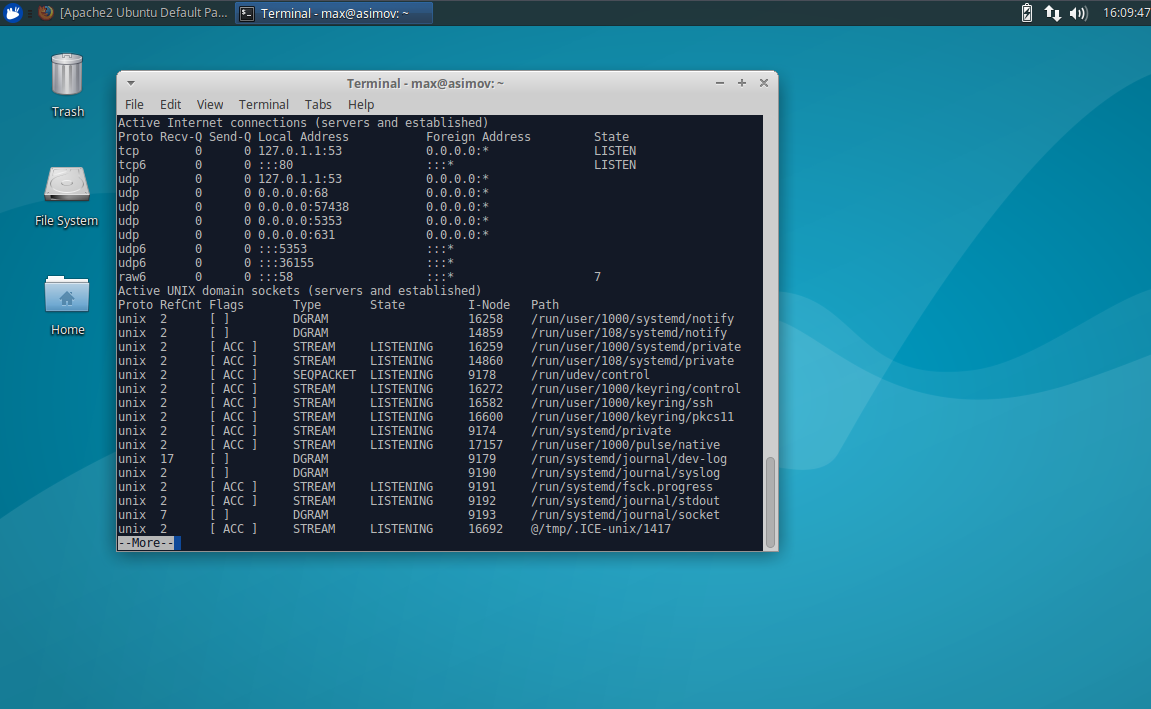 [Apache2 Ubuntu Default Pa... Terminal - max@asimov: ~ 16:09:47
Trash
File System
Home
Terminal - max@asimov: ~
File Edit View Terminal Tabs Help
Active Internet connections (servers and established)
Proto Recv-Q Send-Q Local Address Foreign Address State
tcp 0 0 127.0.1.1:53 0.0.0.0:* LISTEN
tcp6 0 0 :::80 :::* LISTEN
udp 0 0 127.0.1.1:53 0.0.0.0:*
udp 0 0 0.0.0.0:68 0.0.0.0:*
udp 0 0 0.0.0.0:57438 0.0.0.0:*
udp 0 0 0.0.0.0:5353 0.0.0.0:*
udp 0 0 0.0.0.0:631 0.0.0.0:*
udp6 0 0 :::5353 :::*
udp6 0 0 :::36155 :::*
raw6 0 0 :::58 :::* 7
Active UNIX domain sockets (servers and established)
Proto RefCnt Flags Type State I-Node Path
unix 2 [ ] DGRAM 16258 /run/user/1000/systemd/notify
unix 2 [ ] DGRAM 14859 /run/user/108/systemd/notify
unix 2 [ ACC ] STREAM LISTENING 16259 /run/user/1000/systemd/private
unix 2 [ ACC ] STREAM LISTENING 14860 /run/user/108/systemd/private
unix 2 [ ACC ] SEQPACKET LISTENING 9178 /run/udev/control
unix 2 [ ACC ] STREAM LISTENING 16272 /run/user/1000/keyring/control
unix 2 [ ACC ] STREAM LISTENING 16582 /run/user/1000/keyring/ssh
unix 2 [ ACC ] STREAM LISTENING 16600 /run/user/1000/keyring/pkcs11
unix 2 [ ACC ] STREAM LISTENING 9174 /run/systemd/private
unix 2 [ ACC ] STREAM LISTENING 17157 /run/user/1000/pulse/native
unix 17 [ ] DGRAM 9179 /run/systemd/journal/dev-log
unix 2 [ ] DGRAM 9190 /run/systemd/journal/syslog
unix 2 [ ACC ] STREAM LISTENING 9191 /run/systemd/fsck.progress
unix 2 [ ACC ] STREAM LISTENING 9192 /run/systemd/journal/stdout
unix 7 [ ] DGRAM 9193 /run/systemd/journal/socket
unix 2 [ ACC ] STREAM LISTENING 16692 @/tmp/.ICE-unix/1417
--More--